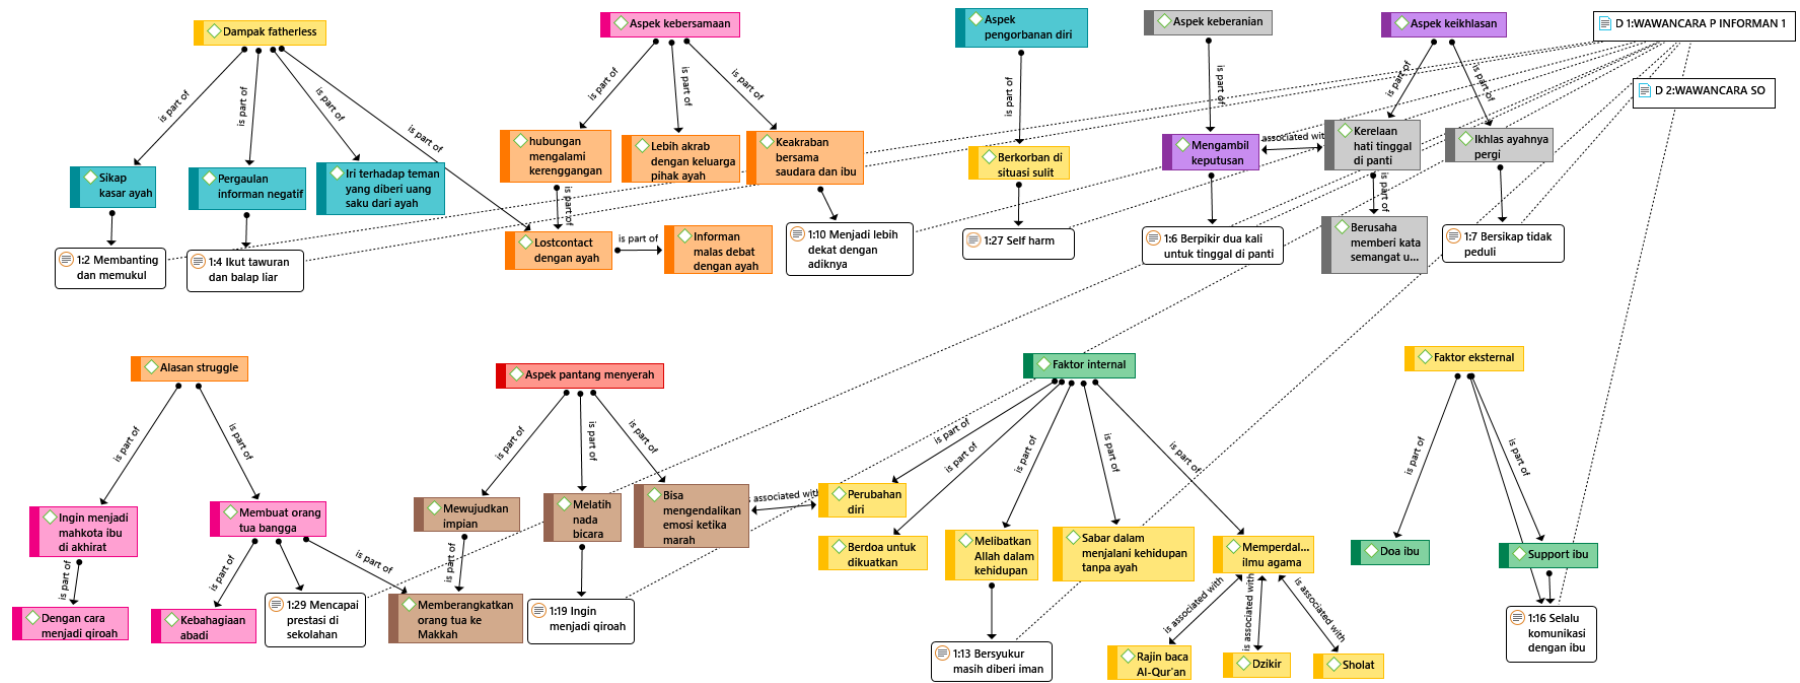 Dampak fatherless
Aspek kebersamaan
Aspek
pengorbanan diri
Aspek keberanian
Aspek keikhlasan
D 1:WAWANCARA P INFORMAN 1
D 2:WAWANCARA SO
is part of
is part of
is part of
is part of
is part of
is part of
is part of
is part of
is part of
is part of
is part of
Sikap
kasar ayah
Pergaulan
informan negatif
Iri terhadap teman
yang diberi uang
saku dari ayah
hubungan
mengalami
kerenggangan
Lebih akrab
dengan keluarga
pihak ayah
Keakraban
bersama
saudara dan ibu
Berkorban di
situasi sulit
Mengambil
keputusan
associated with
Kerelaan
hati tinggal
di panti
Ikhlas ayahnya
pergi
is part of
is part of
1:2 Membanting
dan memukul
1:4 Ikut tawuran
dan balap liar
Lostcontact
dengan ayah
is part of
Informan
malas debat
dengan ayah
1:10 Menjadi lebih
dekat dengan
adiknya
1:27 Self harm
1:6 Berpikir dua kali
untuk tinggal di panti
Berusaha
memberi kata
semangat u...
1:7 Bersikap tidak
peduli
Alasan struggle
Aspek pantang menyerah
Faktor internal
Faktor eksternal
is part of
is part of
is part of
is part of
is part of
is part of
is part of
is part of
is part of
is part of
is part of
is part of
Ingin menjadi
mahkota ibu
di akhirat
Membuat orang
tua bangga
Mewujudkan
impian
Melatih
nada
bicara
Bisa
mengendalikan
emosi ketika
marah
is associated with
Perubahan
diri
Berdoa untuk
dikuatkan
Melibatkan
Allah dalam
kehidupan
Sabar dalam
menjalani kehidupan
tanpa ayah
Memperdal...
ilmu agama
Doa ibu
Support ibu
is part of
is part of
is part of
is part of
is associated with
is associated with
is associated with
Dengan cara
menjadi qiroah
Kebahagiaan
abadi
1:29 Mencapai
prestasi di
sekolahan
Memberangkatkan
orang tua ke
Makkah
1:19 Ingin
menjadi qiroah
1:13 Bersyukur
masih diberi iman
Rajin baca
Al-Qur'an
Dzikir
Sholat
1:16 Selalu
komunikasi
dengan ibu